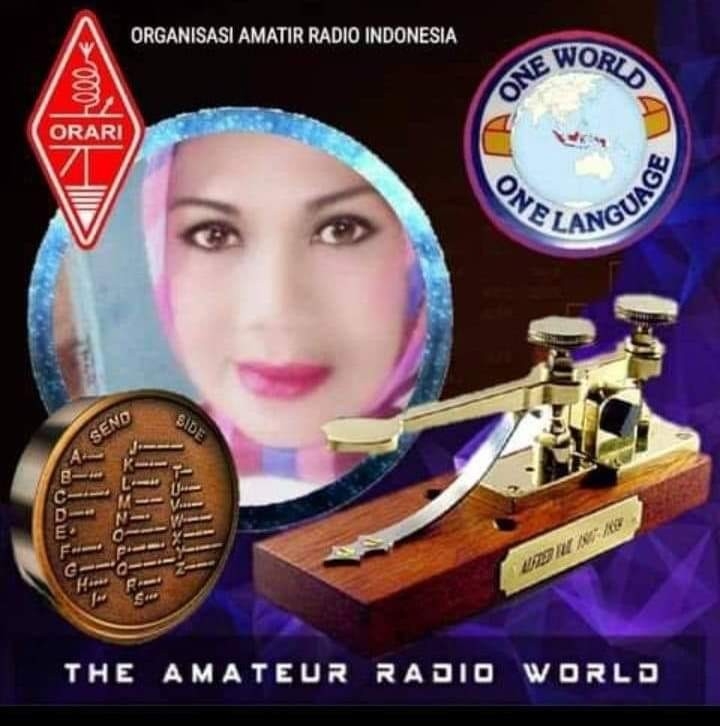 ORGANISASI AMATIR RADIO INDONESIA
ORARI
ONE WORLD
ONE LANGUAGE
SEND SIDE
A
B
C
D
E
F
G
H
I
J
K
L
M
N
O
P
Q
R
S
T
U
V
W
X
Y
Z
ALFRED VAIL 1807-1859
THE AMATEUR RADIO WORLD